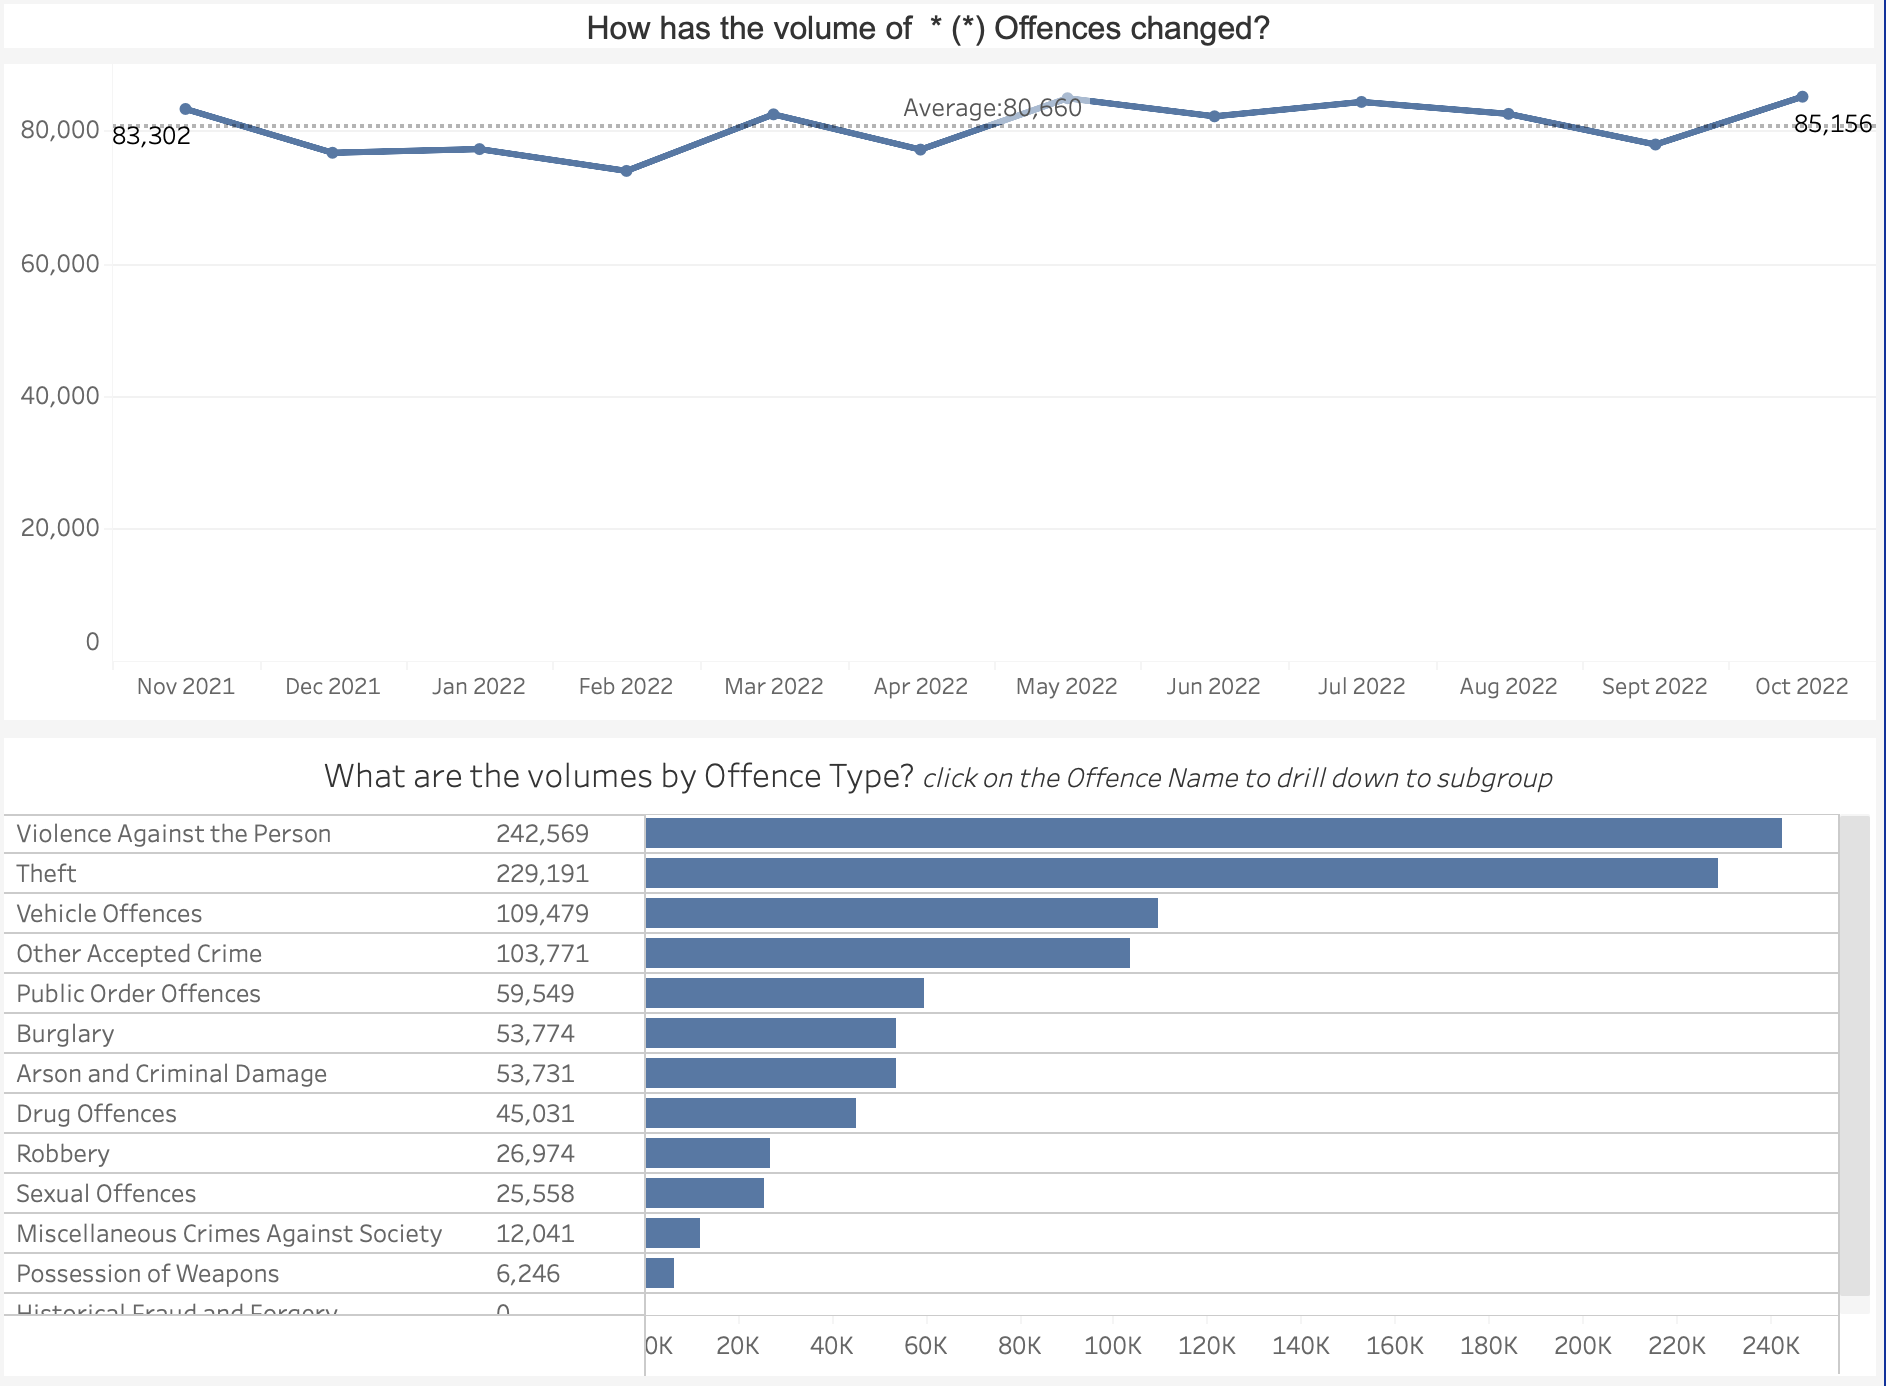 How has the volume of * (*) Offences changed?
Average:80,660
80,000
83,302
85,156
60,000
40,000
20,000
0
Nov 2021 Dec 2021 Jan 2022 Feb 2022 Mar 2022 Apr 2022 May 2022 Jun 2022 Jul 2022 Aug 2022 Sept 2022 Oct 2022
What are the volumes by Offence Type? click on the Offence Name to drill down to subgroup
Violence Against the Person 242,569
Theft 229,191
Vehicle Offences 109,479
Other Accepted Crime 103,771
Public Order Offences 59,549
Burglary 53,774
Arson and Criminal Damage 53,731
Drug Offences 45,031
Robbery 26,974
Sexual Offences 25,558
Miscellaneous Crimes Against Society 12,041
Possession of Weapons 6,246
Historical Fraud and Forgery 0
0K 20K 40K 60K 80K 100K 120K 140K 160K 180K 200K 220K 240K